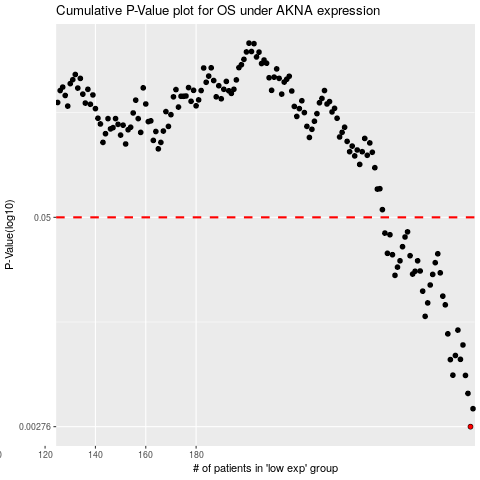 Cumulative P-Value plot for OS under AKNA expression
P-Value(log10)
0.05
0.00276
0
120
140
160
180
# of patients in 'low exp' group